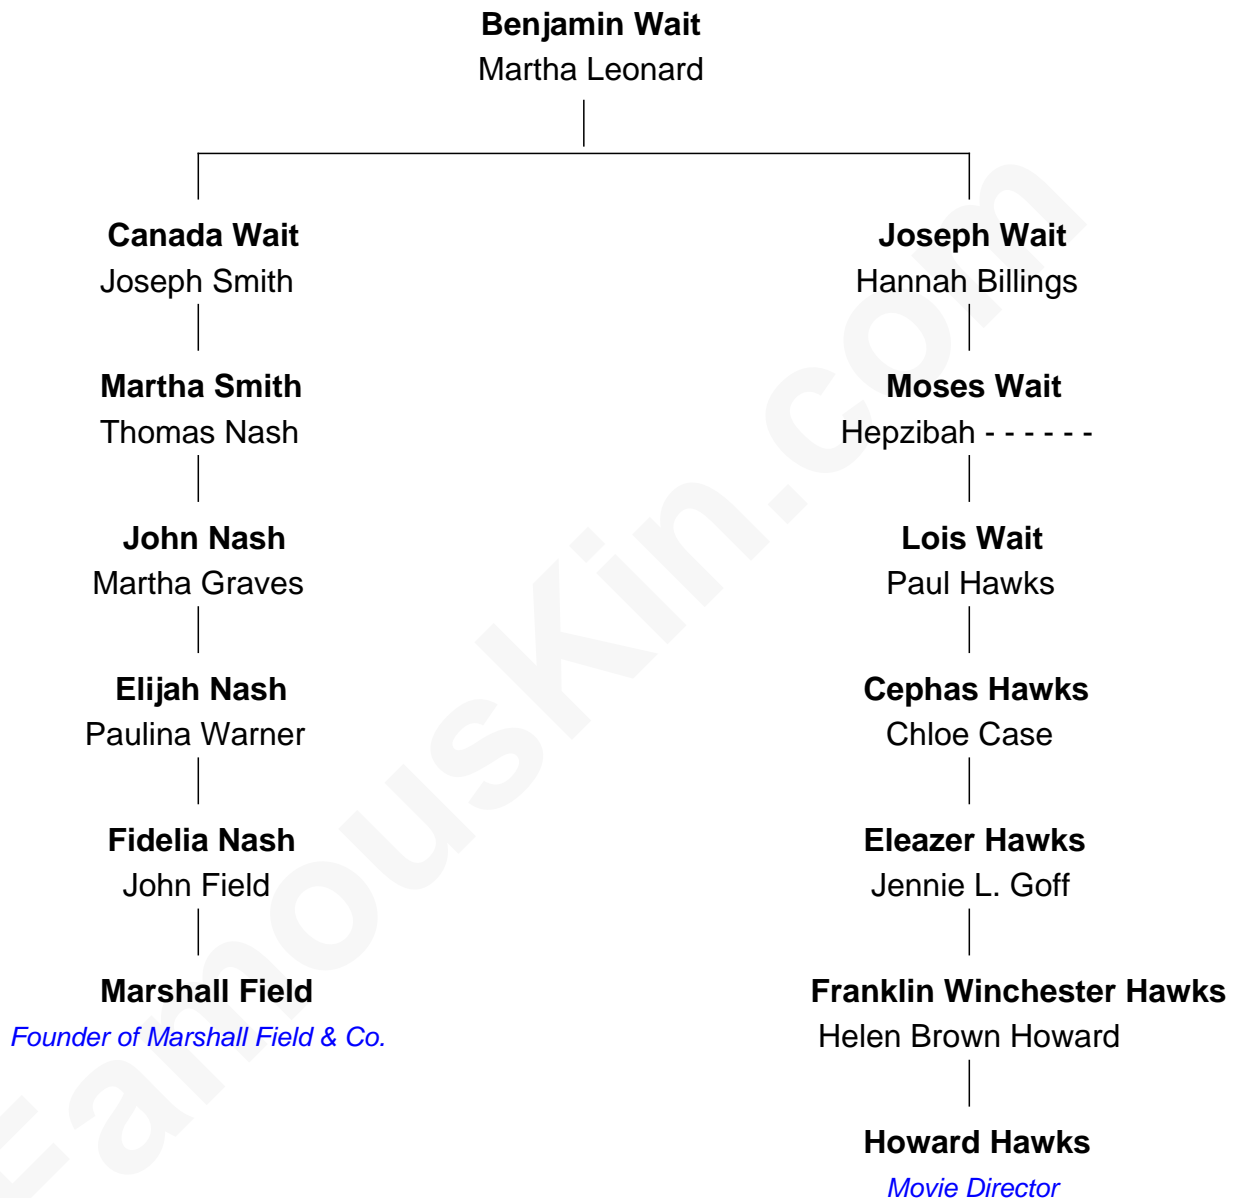 Benjamin Wait
Martha Leonard
Canada Wait
Joseph Smith
Joseph Wait
Hannah Billings
Martha Smith
Thomas Nash
Moses Wait
Hepzibah - - - - - -
John Nash
Martha Graves
Lois Wait
Paul Hawks
Elijah Nash
Paulina Warner
Cephas Hawks
Chloe Case
Fidelia Nash
John Field
Eleazer Hawks
Jennie L. Goff
Marshall Field
Founder of Marshall Field & Co.
Franklin Winchester Hawks
Helen Brown Howard
Howard Hawks
Movie Director
FamousKin.com